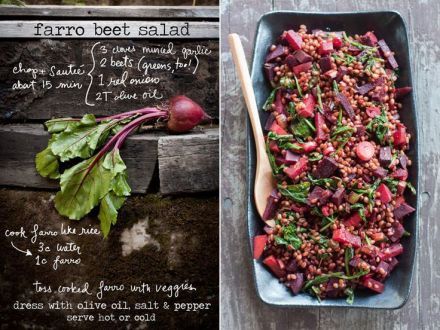 farro beet salad
chop + sautée
about 15 min
3 cloves minced garlic
2 beets (greens, too!)
1 red onion
2T olive oil
cook farro like rice
3c water
1c farro
toss cooked farro with veggies
dress with olive oil, salt & pepper
serve hot or cold